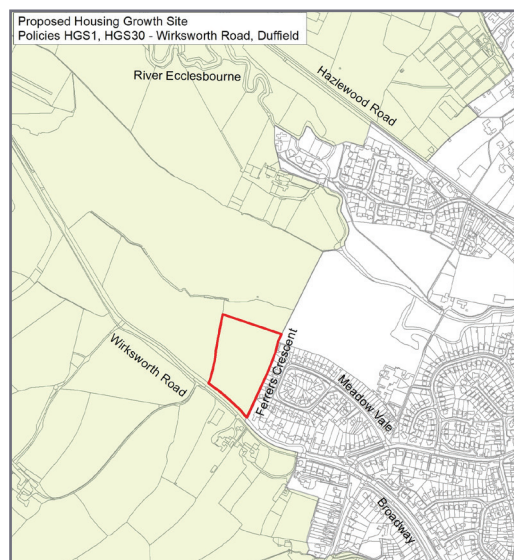 Proposed Housing Growth Site
Policies HGS1, HGS30 - Wirksworth Road, Duffield
River Ecclesbourne
Hazlewood Road
Wirksworth Road
Ferrers Crescent
Meadow Vale
Broadway